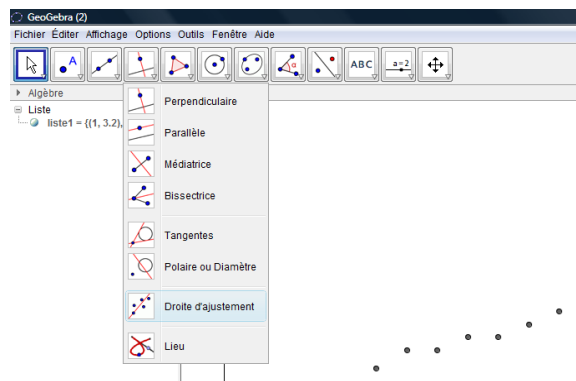 GeoGebra (2)
Fichier Éditer Affichage Options Outils Fenêtre Aide
A
α
ABC
a=2
Algèbre
Liste
liste1 = {(1, 3.2),
Perpendiculaire
Parallèle
Médiatrice
Bissectrice
Tangentes
Polaire ou Diamètre
Droite d'ajustement
Lieu